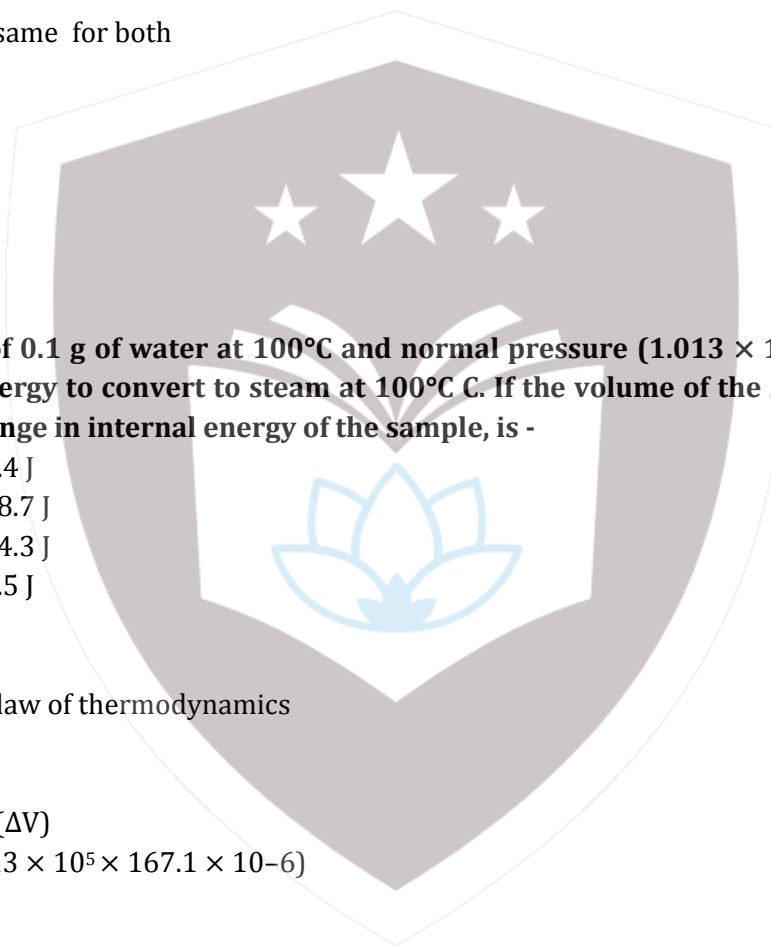 same for both
of 0.1 g of water at 100°C and normal pressure (1.013 × 1
ergy to convert to steam at 100°C C. If the volume of the
nge in internal energy of the sample, is -
.4 J
8.7 J
4.3 J
.5 J
law of thermodynamics
(ΔV)
3 × 10⁵ × 167.1 × 10–6)